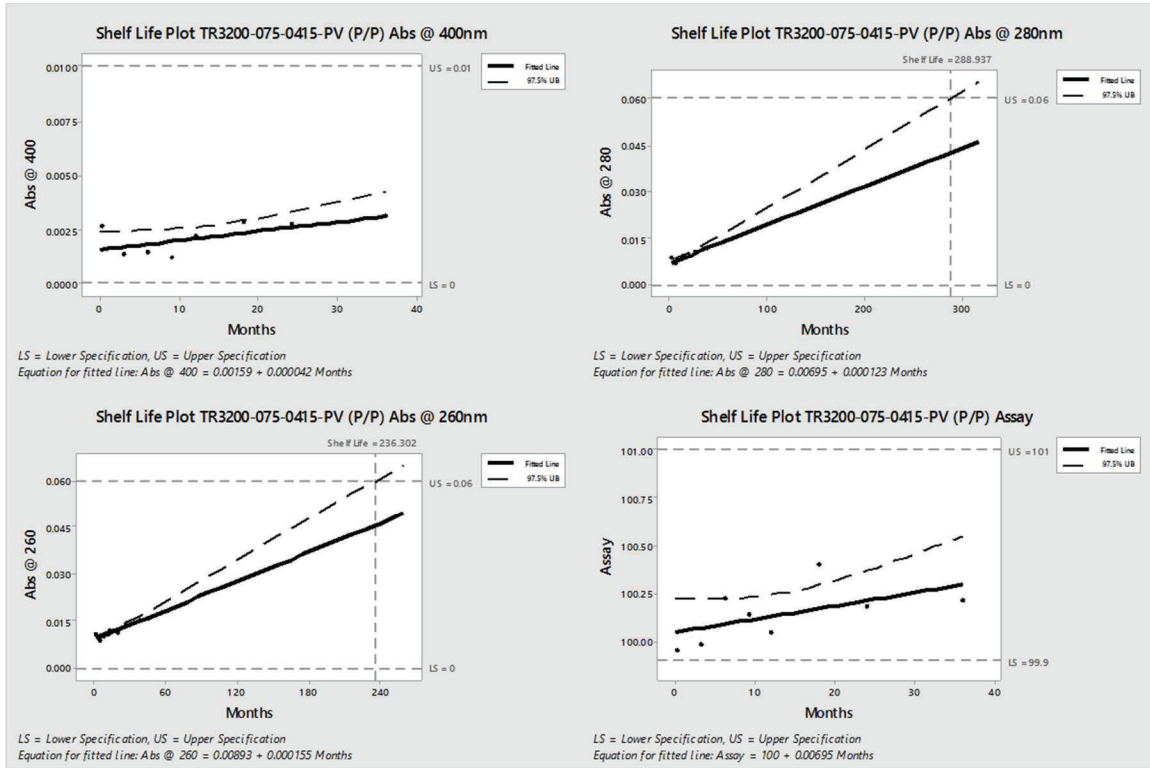 Shelf Life Plot TR3200-075-0415-PV (P/P) Abs @ 400nm
Fitted Line
97.5% UB
US = 0.01
0.0100
0.0075
0.0050
0.0025
0.0000
LS = 0
Abs @ 400
0 10 20 30 40
Months
LS = Lower Specification, US = Upper Specification
Equation for fitted line: Abs @ 400 = 0.00159 + 0.000042 Months
Shelf Life Plot TR3200-075-0415-PV (P/P) Abs @ 280nm
Shelf Life = 288.937
Fitted Line
97.5% UB
US = 0.06
0.060
0.045
0.030
0.015
0.000
LS = 0
Abs @ 280
0 100 200 300
Months
LS = Lower Specification, US = Upper Specification
Equation for fitted line: Abs @ 280 = 0.00695 + 0.000123 Months
Shelf Life Plot TR3200-075-0415-PV (P/P) Abs @ 260nm
Shelf Life = 236.302
Fitted Line
97.5% UB
US = 0.06
0.060
0.045
0.030
0.015
0.000
LS = 0
Abs @ 260
0 60 120 180 240
Months
LS = Lower Specification, US = Upper Specification
Equation for fitted line: Abs @ 260 = 0.00893 + 0.000155 Months
Shelf Life Plot TR3200-075-0415-PV (P/P) Assay
Fitted Line
97.5% UB
US = 101
101.00
100.75
100.50
100.25
100.00
LS = 99.9
Assay
0 10 20 30 40
Months
LS = Lower Specification, US = Upper Specification
Equation for fitted line: Assay = 100 + 0.00695 Months